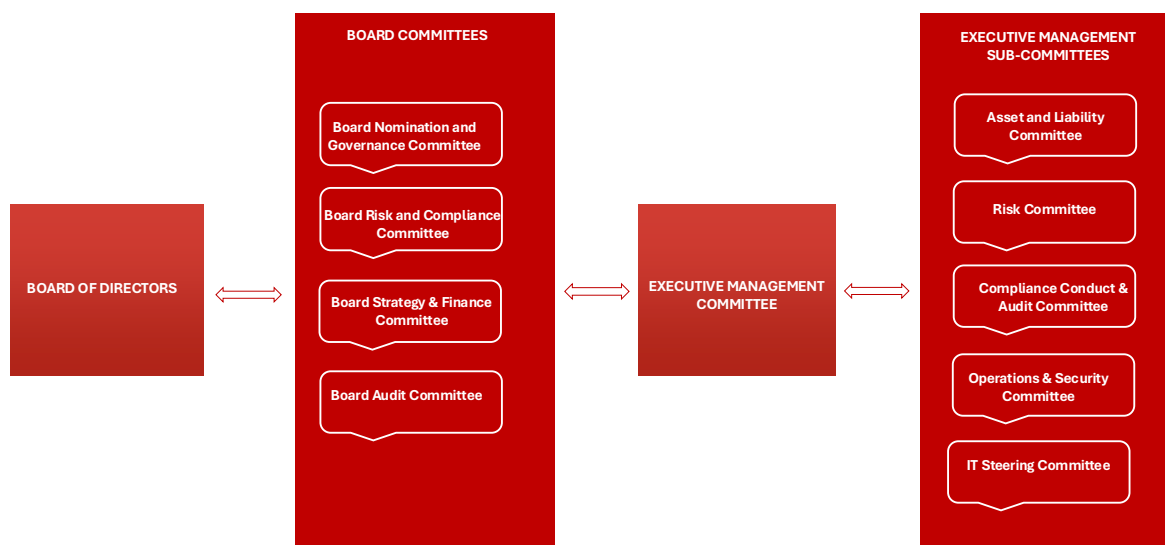 BOARD OF DIRECTORS
BOARD COMMITTEES
Board Nomination and
Governance Committee
Board Risk and Compliance
Committee
Board Strategy & Finance
Committee
Board Audit Committee
EXECUTIVE MANAGEMENT
COMMITTEE
EXECUTIVE MANAGEMENT
SUB-COMMITTEES
Asset and Liability
Committee
Risk Committee
Compliance Conduct &
Audit Committee
Operations & Security
Committee
IT Steering Committee